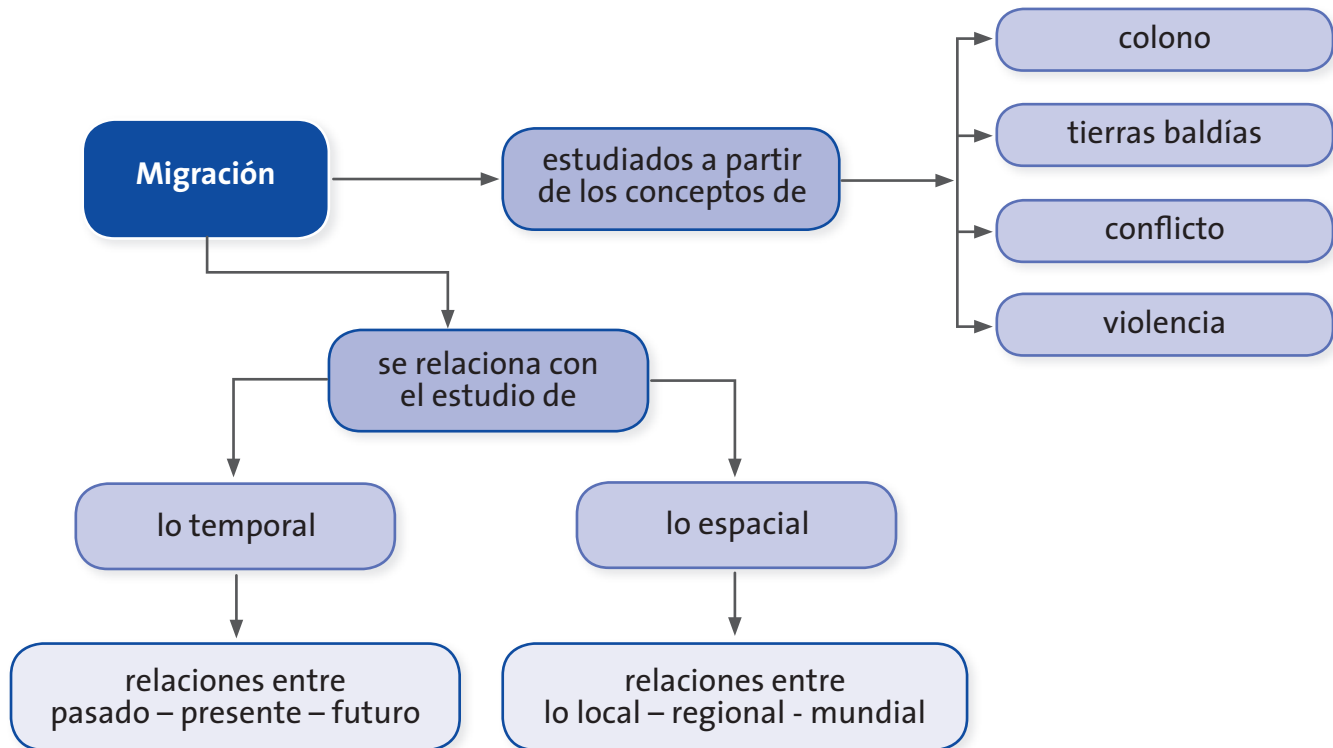 Migración
estudiados a partir
de los conceptos de
colono
tierras baldías
conflicto
violencia
se relaciona con
el estudio de
lo temporal
lo espacial
relaciones entre
pasado – presente – futuro
relaciones entre
lo local – regional - mundial